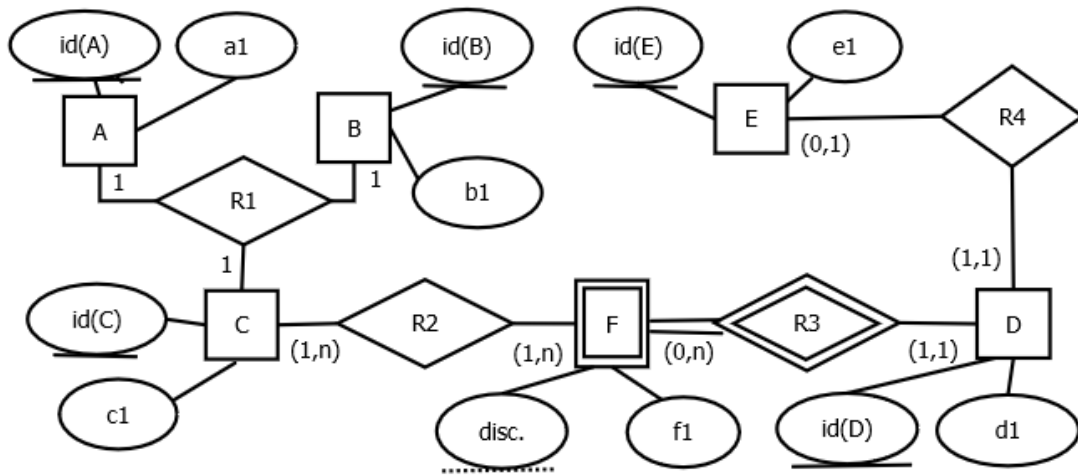 id(A)
a1
id(B)
id(E)
e1
A
B
E
R4
(0,1)
1
1
b1
R1
1
(1,1)
id(C)
C
R2
F
R3
D
(1,n)
(1,n)
(0,n)
(1,1)
c1
disc.
f1
id(D)
d1